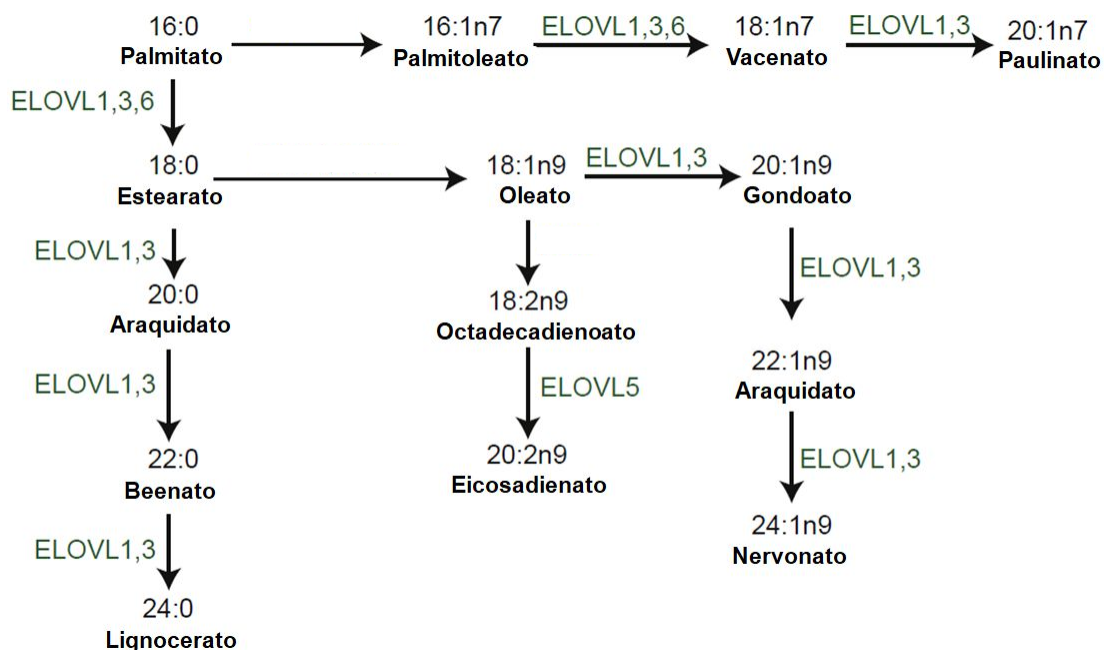 16:0
Palmitato
16:1n7
Palmitoleato
ELOVL1,3,6
18:1n7
Vacenato
ELOVL1,3
20:1n7
Paulinato
ELOVL1,3,6
18:0
Estearato
18:1n9
Oleato
ELOVL1,3
20:1n9
Gondoato
ELOVL1,3
20:0
Araquidato
18:2n9
Octadecadienoato
ELOVL1,3
ELOVL1,3
22:0
Beenato
ELOVL5
20:2n9
Eicosadienato
22:1n9
Araquidato
ELOVL1,3
24:1n9
Nervonato
ELOVL1,3
24:0
Lignocerato